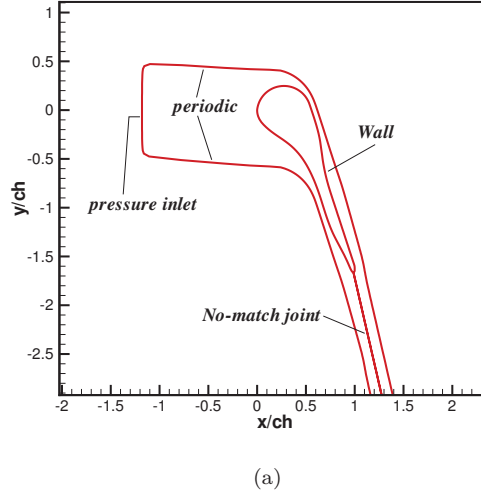 1
0.5
0
-0.5
-1
-1.5
-2
-2.5
y/ch
periodic
Wall
pressure inlet
No-match joint
-2 -1.5 -1 -0.5 0 0.5 1 1.5 2
x/ch
(a)